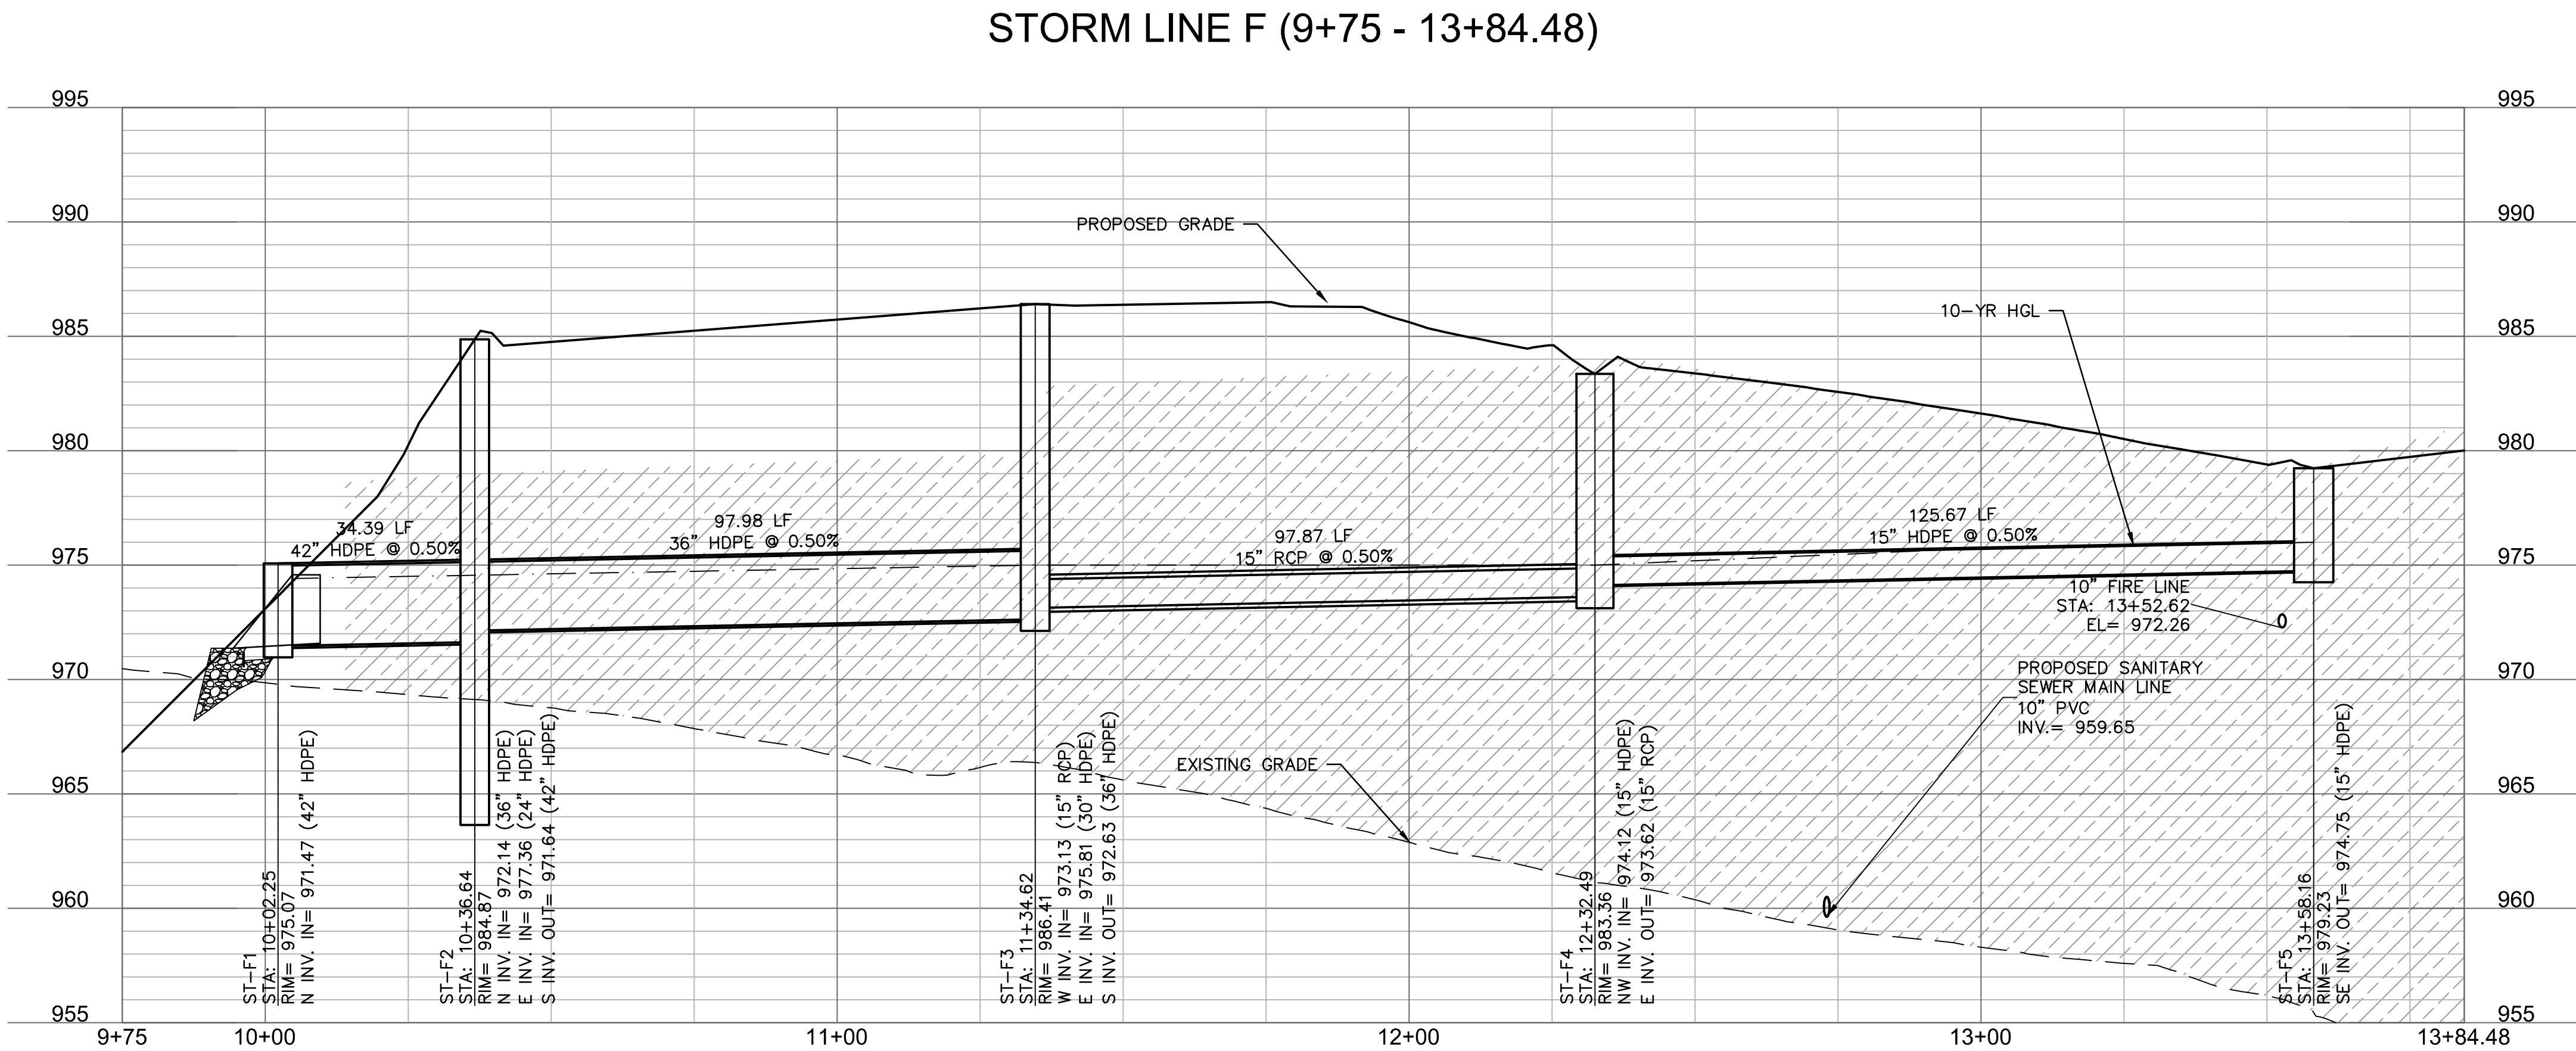 STORM LINE F (9+75 - 13+84.48)
995
995
990
990
985
985
980
980
975
975
970
970
965
965
960
960
955
955
9+75
10+00
11+00
12+00
13+00
13+84.48
PROPOSED GRADE
10-YR HGL
34.39 LF
42" HDPE @ 0.50%
97.98 LF
36" HDPE @ 0.50%
97.87 LF
15" RCP @ 0.50%
125.67 LF
15" HDPE @ 0.50%
10" FIRE LINE
STA: 13+52.62
EL= 972.26
PROPOSED SANITARY
SEWER MAIN LINE
10" PVC
INV.= 959.65
EXISTING GRADE
ST-F1
STA: 10+02.25
RIM= 975.07
N INV. IN= 971.47 (42" HDPE)
ST-F2
STA: 10+36.64
RIM= 984.87
N INV. IN= 972.14 (36" HDPE)
E INV. IN= 977.36 (24" HDPE)
S INV. OUT= 971.64 (42" HDPE)
ST-F3
STA: 11+34.62
RIM= 986.41
W INV. IN= 973.13 (15" RCP)
E INV. IN= 975.81 (30" HDPE)
S INV. OUT= 972.63 (36" HDPE)
ST-F4
STA: 12+32.49
RIM= 983.36
NW INV. IN= 974.12 (15" HDPE)
E INV. OUT= 973.62 (15" RCP)
ST-F5
STA: 13+58.16
RIM= 979.23
SE INV. OUT= 974.75 (15" HDPE)